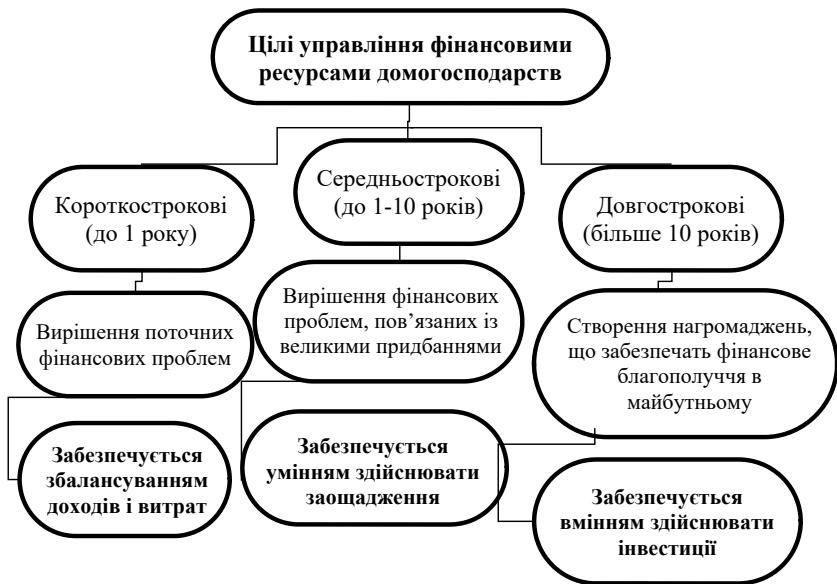 Цілі управління фінансовими
ресурсами домогосподарств
Короткострокові
(до 1 року)
Середньострокові
(до 1-10 років)
Довгострокові
(більше 10 років)
Вирішення поточних
фінансових проблем
Вирішення фінансових
проблем, пов’язаних із
великими придбаннями
Створення нагромаджень,
що забезпечать фінансове
благополуччя в
майбутньому
Забезпечується
збалансуванням
доходів і витрат
Забезпечується
умінням здійснювати
заощадження
Забезпечується
вмінням здійснювати
інвестиції